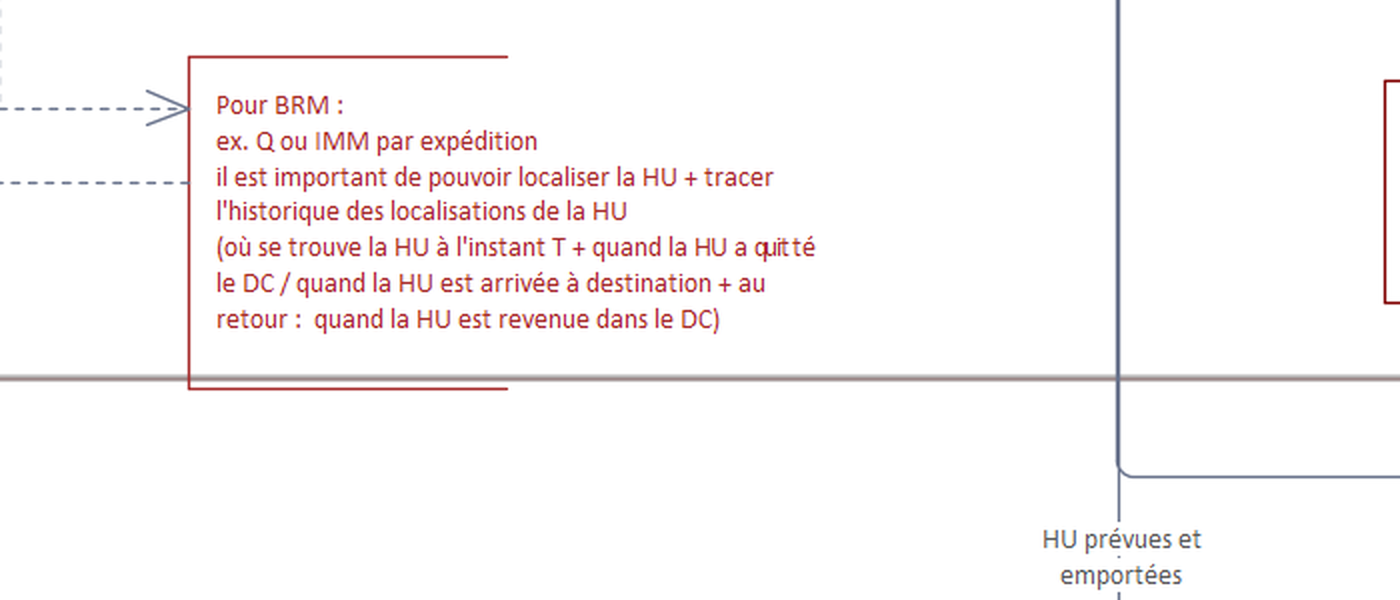 Pour BRM :
ex. Q ou IMM par expédition
il est important de pouvoir localiser la HU + tracer
l'historique des localisations de la HU
(où se trouve la HU à l'instant T + quand la HU a quitté
le DC / quand la HU est arrivée à destination + au
retour :  quand la HU est revenue dans le DC)
HU prévues et
emportées